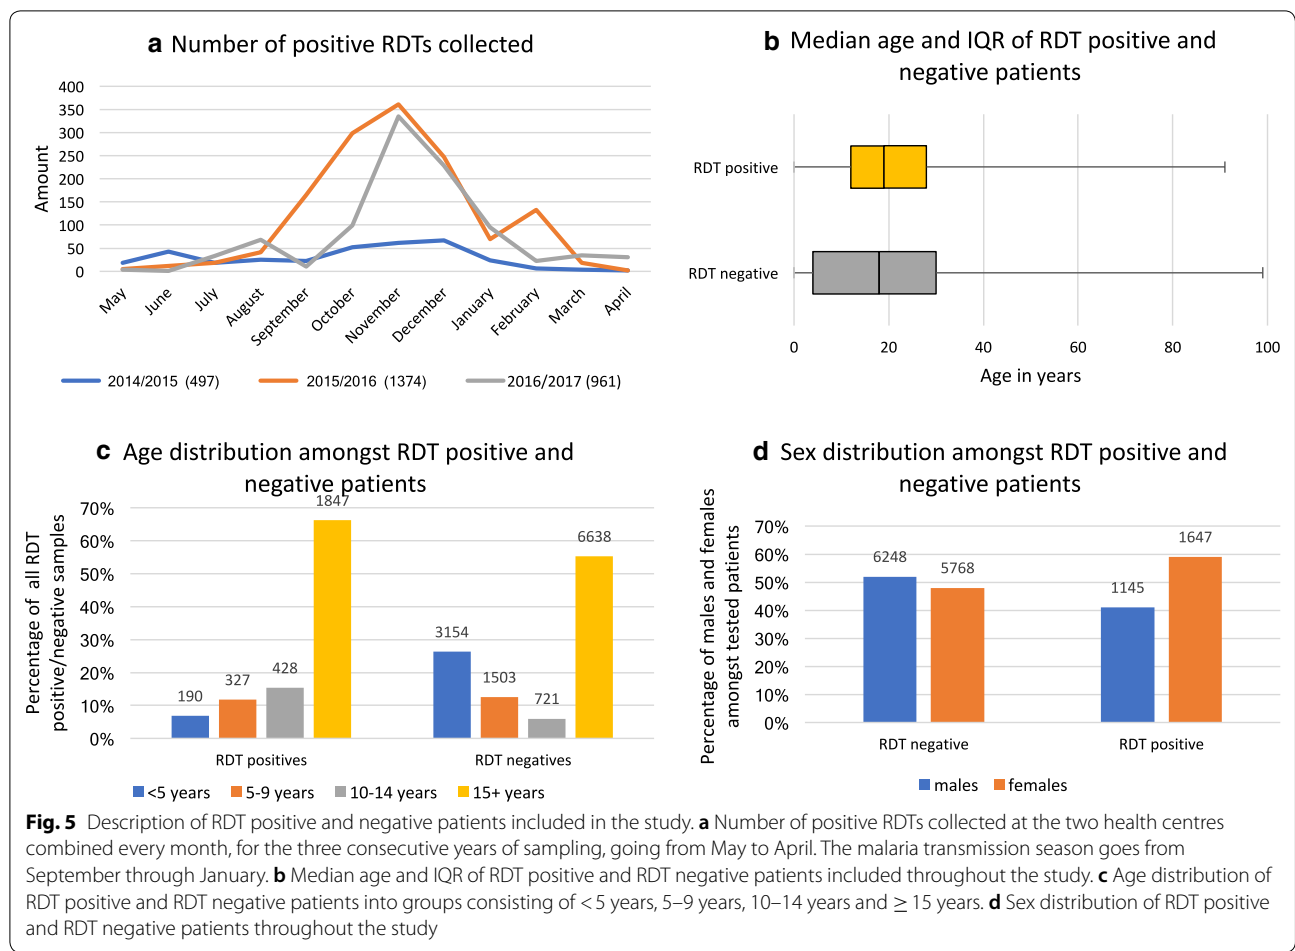 a Number of positive RDTs collected
Amount
400
350
300
250
200
150
100
50
0
May
June
July
August
September
October
November
December
January
February
March
April
2014/2015 (497)
2015/2016 (1374)
2016/2017 (961)
b Median age and IQR of RDT positive and
negative patients
RDT positive
RDT negative
0 20 40 60 80 100
Age in years
c Age distribution amongst RDT positive and
negative patients
Percentage of all RDT
positive/negative samples
70%
60%
50%
40%
30%
20%
10%
0%
190
327
428
1847
3154
1503
721
6638
RDT positives
RDT negatives
<5 years
5-9 years
10-14 years
15+ years
d Sex distribution amongst RDT positive and
negative patients
Percentage of males and females
amongst tested patients
70%
60%
50%
40%
30%
20%
10%
0%
6248
5768
1145
1647
RDT negative
RDT positive
males
females
Fig. 5 Description of RDT positive and negative patients included in the study. a Number of positive RDTs collected at the two health centres
combined every month, for the three consecutive years of sampling, going from May to April. The malaria transmission season goes from
September through January. b Median age and IQR of RDT positive and RDT negative patients included throughout the study. c Age distribution of
RDT positive and RDT negative patients into groups consisting of < 5 years, 5–9 years, 10–14 years and ≥ 15 years. d Sex distribution of RDT positive
and RDT negative patients throughout the study